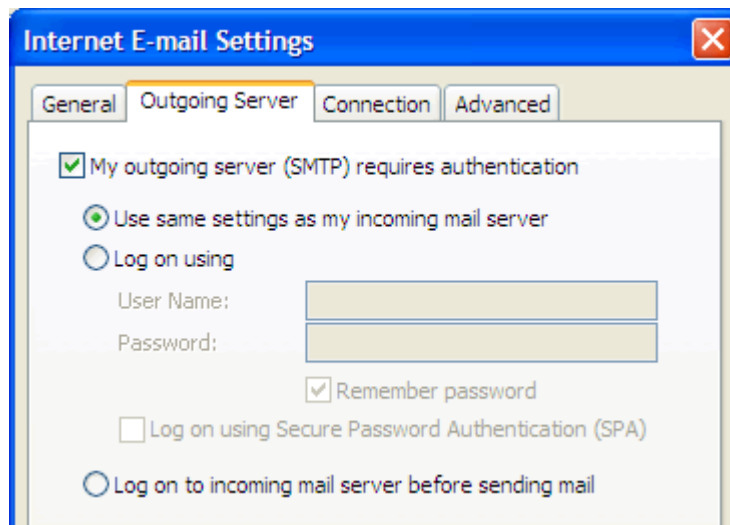 Internet E-mail Settings
General Outgoing Server Connection Advanced
My outgoing server (SMTP) requires authentication
Use same settings as my incoming mail server
Log on using
User Name:
Password:
Remember password
Log on using Secure Password Authentication (SPA)
Log on to incoming mail server before sending mail